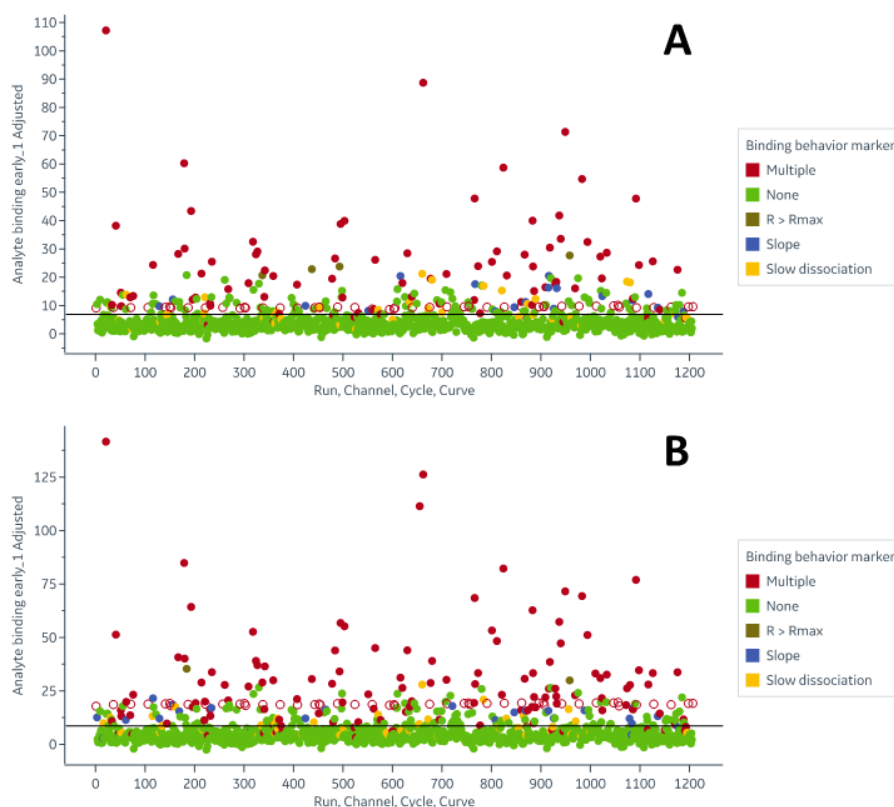 A
110
100
90
80
70
60
50
40
30
20
10
0
Analyte binding early_1 Adjusted
0 100 200 300 400 500 600 700 800 900 1000 1100 1200
Run, Channel, Cycle, Curve
Binding behavior marker
Multiple
None
R > Rmax
Slope
Slow dissociation
B
125
100
75
50
25
0
Analyte binding early_1 Adjusted
0 100 200 300 400 500 600 700 800 900 1000 1100 1200
Run, Channel, Cycle, Curve
Binding behavior marker
Multiple
None
R > Rmax
Slope
Slow dissociation